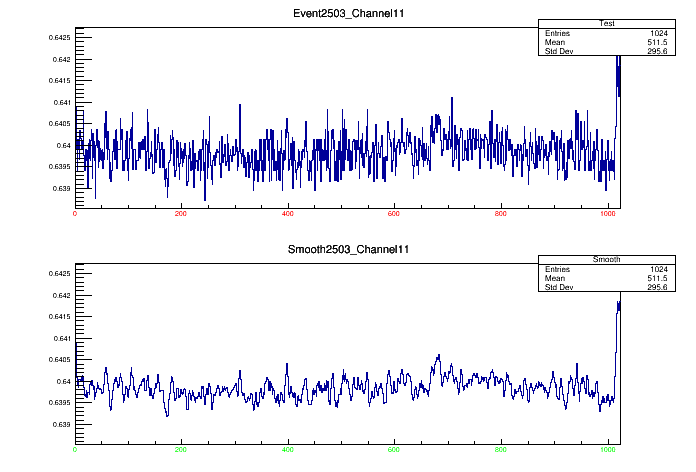 Event2503_Channel11
Test
Entries 1024
Mean 511.5
Std Dev 295.6
0.6425
0.642
0.6415
0.641
0.6405
0.64
0.6395
0.639
0 200 400 600 800 1000
Smooth2503_Channel11
Smooth
Entries 1024
Mean 511.5
Std Dev 295.6
0.6425
0.642
0.6415
0.641
0.6405
0.64
0.6395
0.639
0 200 400 600 800 1000